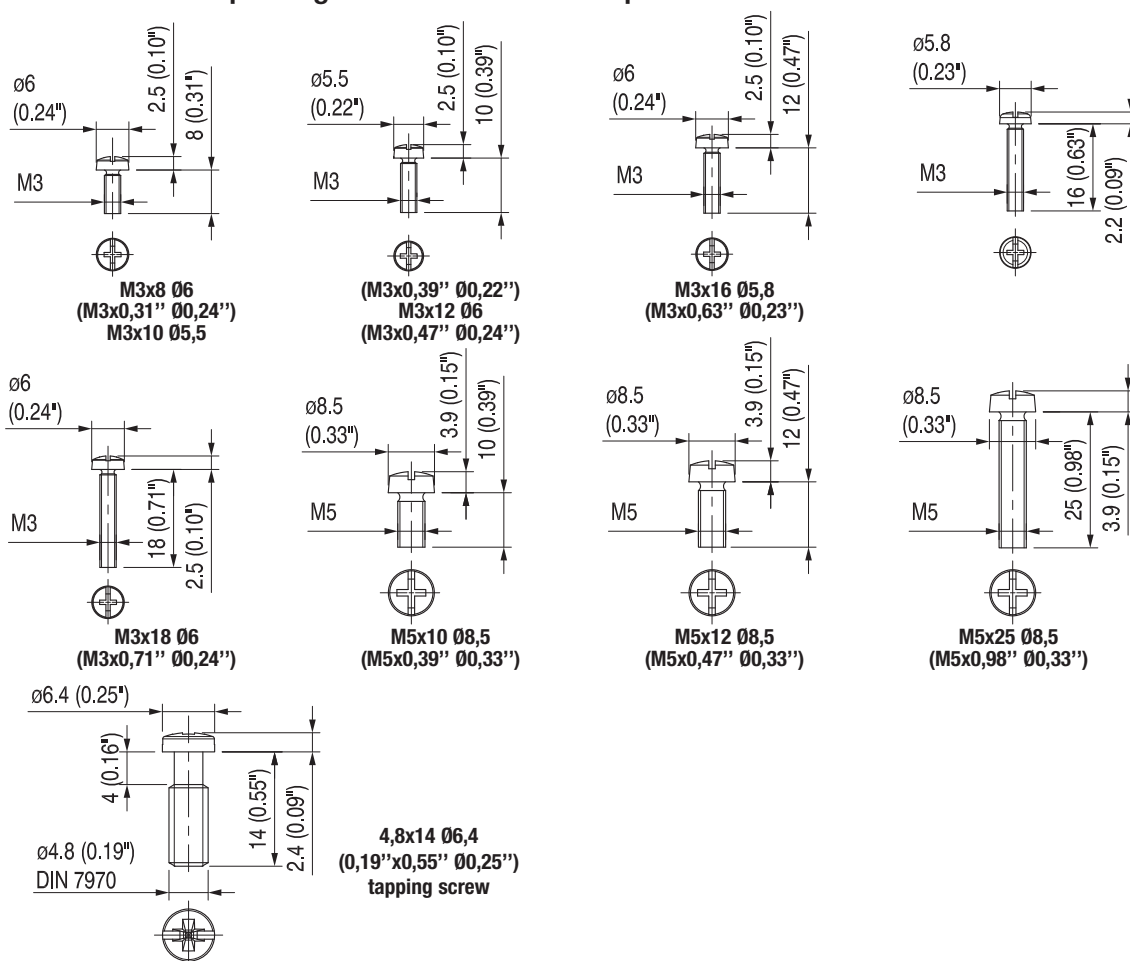 ø6
(0.24")
2.5 (0.10")
8 (0.31")
M3
M3x8 Ø6
(M3x0,31'' Ø0,24'')
M3x10 Ø5,5
ø5.5
(0.22")
2.5 (0.10")
10 (0.39")
M3
(M3x0,39'' Ø0,22'')
M3x12 Ø6
(M3x0,47'' Ø0,24'')
ø6
(0.24")
2.5 (0.10")
12 (0.47")
M3
M3x16 Ø5,8
(M3x0,63'' Ø0,23'')
ø5.8
(0.23")
M3
16 (0.63")
2.2 (0.09")
ø6
(0.24")
M3
18 (0.71")
2.5 (0.10")
M3x18 Ø6
(M3x0,71'' Ø0,24'')
ø8.5
(0.33")
3.9 (0.15")
10 (0.39")
M5
M5x10 Ø8,5
(M5x0,39'' Ø0,33'')
ø8.5
(0.33")
3.9 (0.15")
12 (0.47")
M5
M5x12 Ø8,5
(M5x0,47'' Ø0,33'')
ø8.5
(0.33")
M5
25 (0.98")
3.9 (0.15")
M5x25 Ø8,5
(M5x0,98'' Ø0,33'')
ø6.4 (0.25")
4 (0.16")
14 (0.55")
2.4 (0.09")
ø4.8 (0.19")
DIN 7970
4,8x14 Ø6,4
(0,19''x0,55'' Ø0,25'')
tapping screw